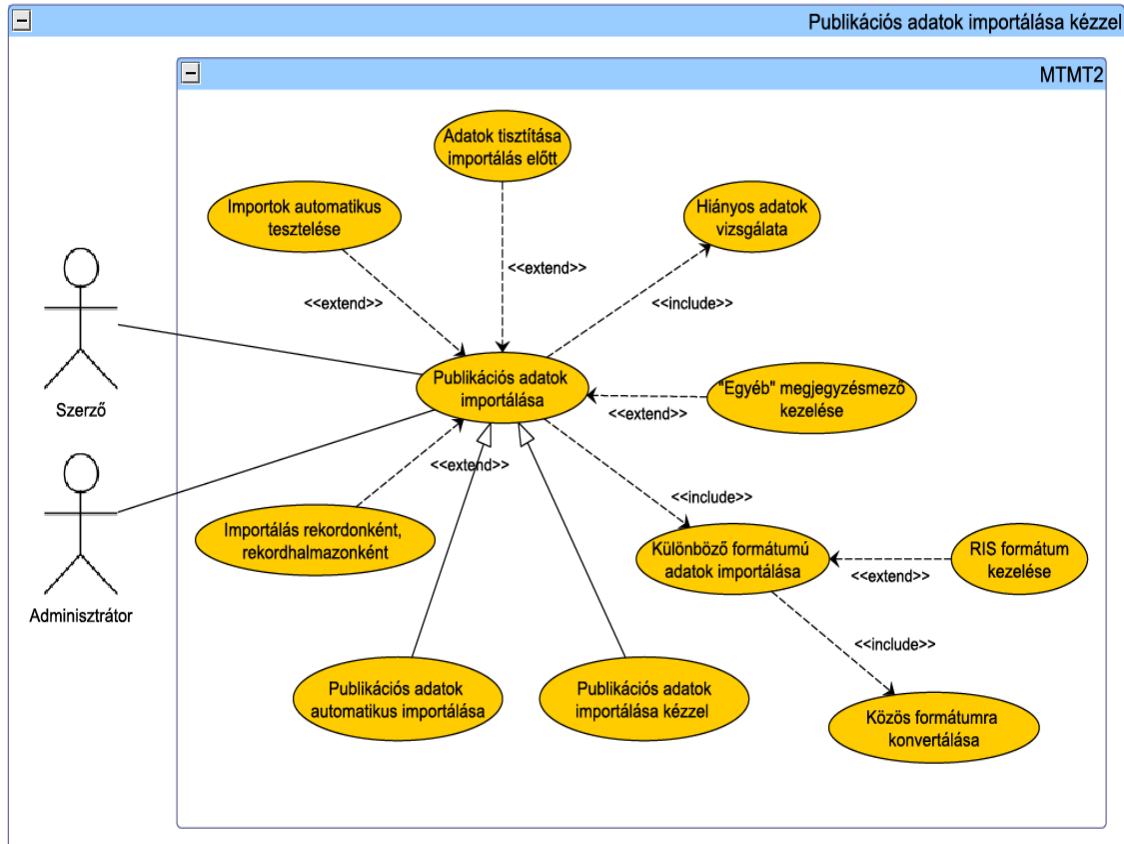 Publikációs adatok importálása kézzel
MTMT2
Adatok tisztítása
importálás előtt
Importok automatikus
tesztelése
Hiányos adatok
vizsgálata
<<extend>>
<<extend>>
<<include>>
Publikációs adatok
importálása
"Egyéb" megjegyzésmező
kezelése
<<extend>>
Szerző
<<extend>>
<<include>>
Importálás rekordonként,
rekordhalmazonként
Különböző formátumú
adatok importálása
RIS formátum
kezelése
<<extend>>
Adminisztrátor
<<include>>
Publikációs adatok
automatikus importálása
Publikációs adatok
importálása kézzel
Közös formátumra
konvertálása